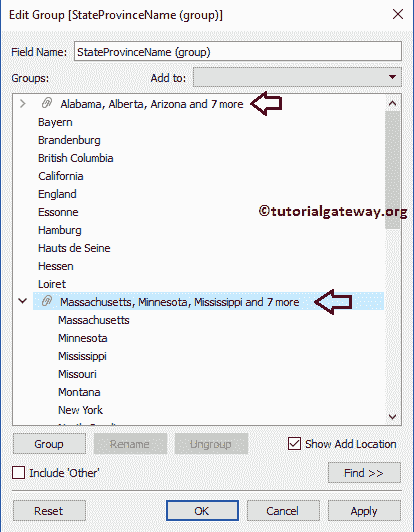 Edit Group [StateProvinceName (group)]
Field Name: StateProvinceName (group)
Groups: Add to:
Alabama, Alberta, Arizona and 7 more
Bayern
Brandenburg
British Columbia
California
England
Essonne
©tutorialgateway.org
Hamburg
Hauts de Seine
Hessen
Loiret
Massachusetts, Minnesota, Mississippi and 7 more
Massachusetts
Minnesota
Mississippi
Missouri
Montana
New York
Group Rename Ungroup Show Add Location
Include 'Other' Find >>
Reset OK Cancel Apply